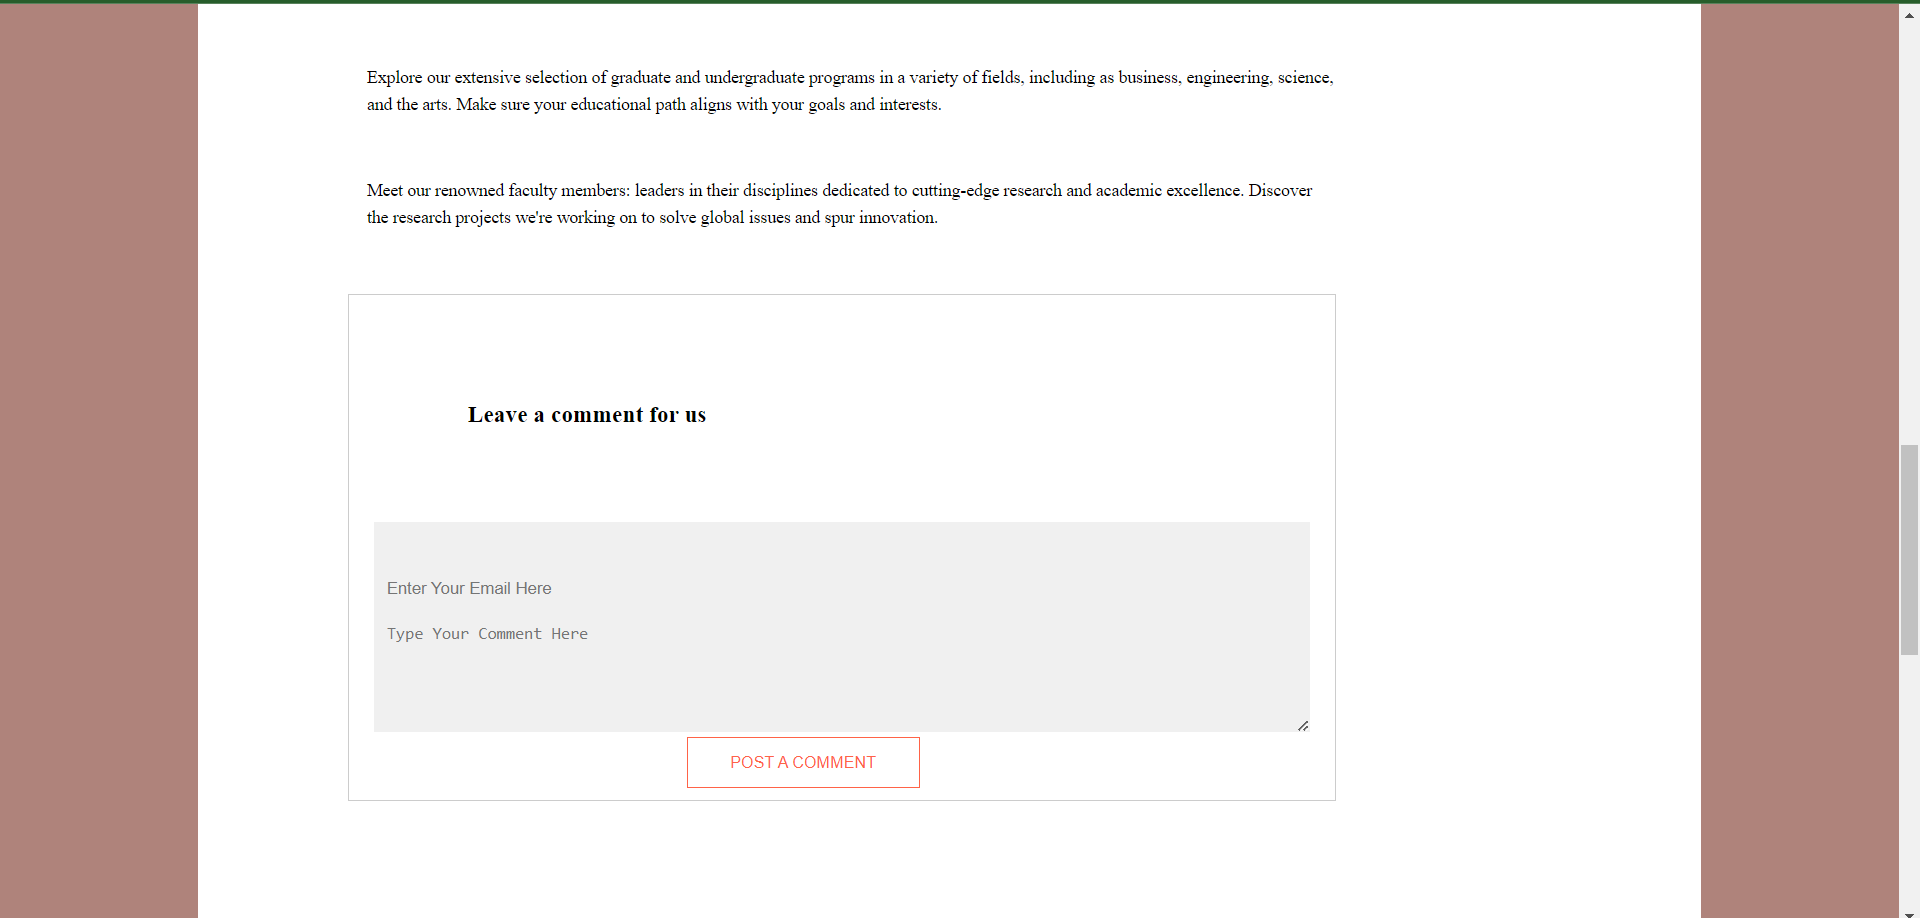 Explore our extensive selection of graduate and undergraduate programs in a variety of fields, including as business, engineering, science,
and the arts. Make sure your educational path aligns with your goals and interests.
Meet our renowned faculty members: leaders in their disciplines dedicated to cutting-edge research and academic excellence. Discover
the research projects we're working on to solve global issues and spur innovation.
Leave a comment for us
Enter Your Email Here
Type Your Comment Here
POST A COMMENT